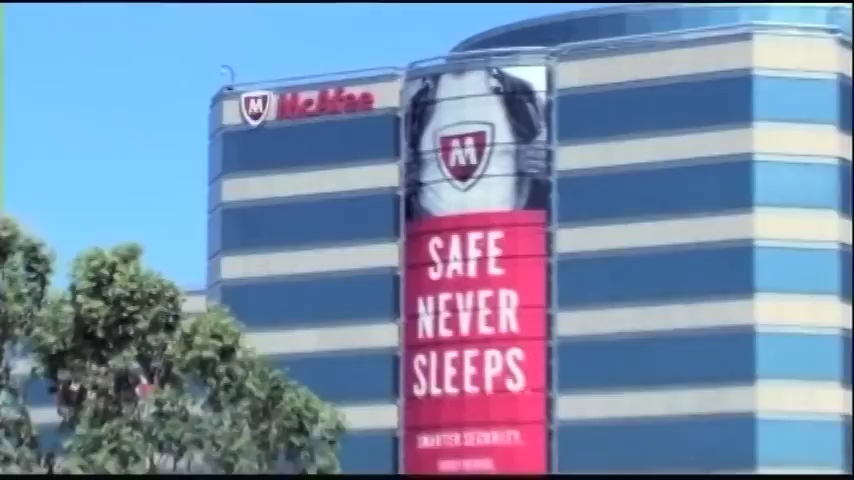 McAfee
M
SAFE
NEVER
SLEEPS.
SMARTER SECURITY.